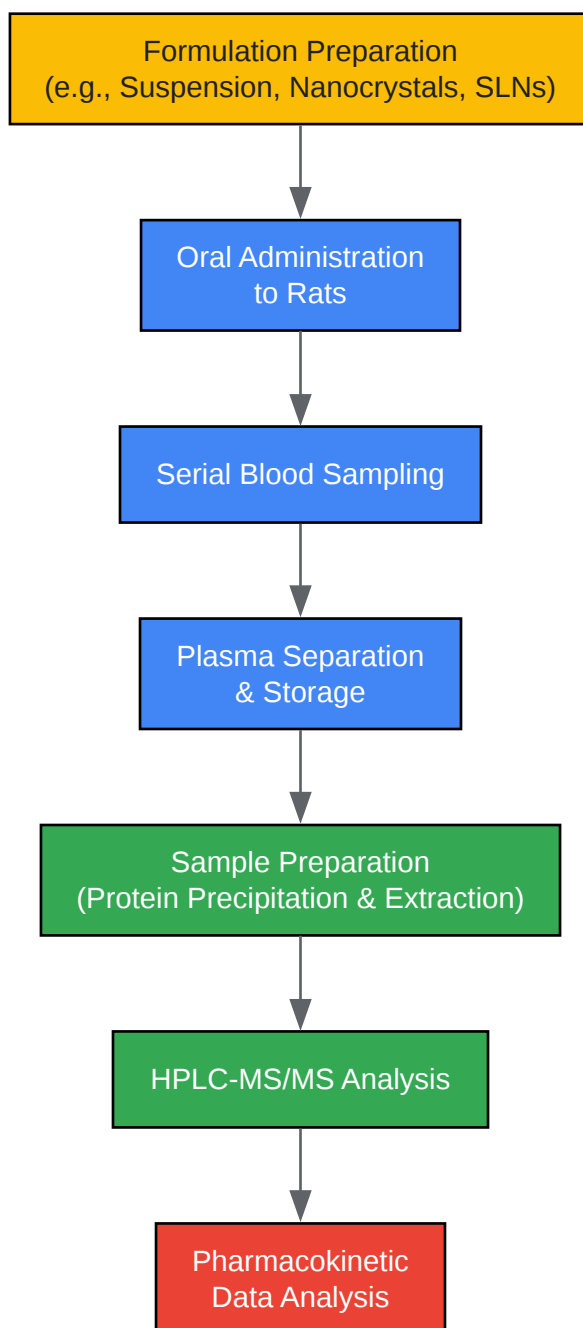 Formulation Preparation
(e.g., Suspension, Nanocrystals, SLNs)
Oral Administration
to Rats
Serial Blood Sampling
Plasma Separation
& Storage
Sample Preparation
(Protein Precipitation & Extraction)
HPLC-MS/MS Analysis
Pharmacokinetic
Data Analysis